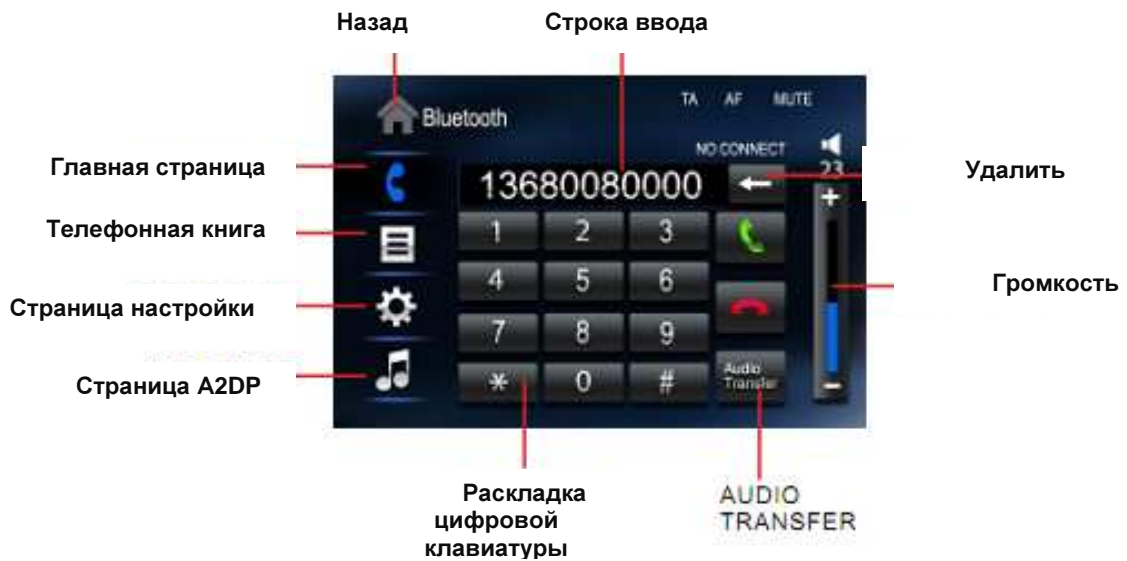 Назад
Строка ввода
TA AF MUTE
Bluetooth
NO CONNECT
Главная страница
23
Удалить
13680080000
+
Телефонная книга
1 2 3
4 5 6
Громкость
Страница настройки
7 8 9
Страница A2DP
* 0 #
Audio
Transfer
-
Раскладка
цифровой
клавиатуры
AUDIO
TRANSFER